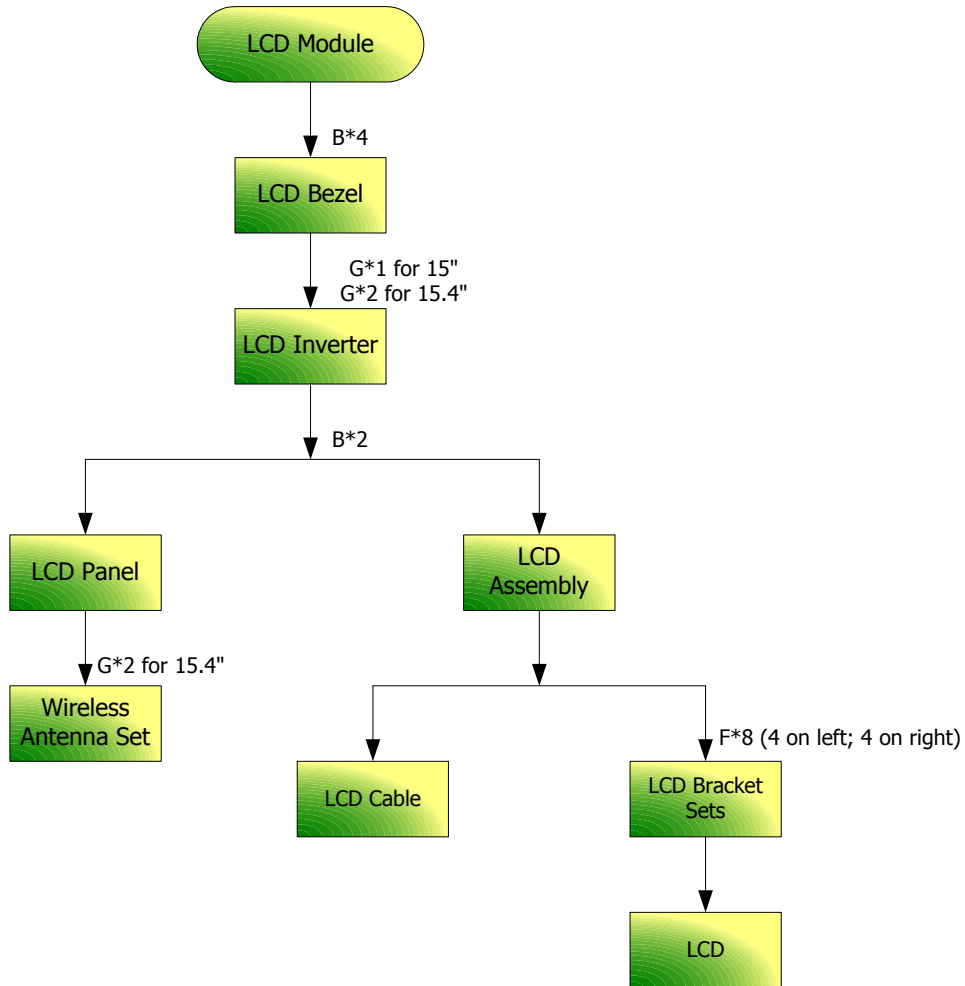 LCD Module
B*4
LCD Bezel
G*1 for 15"
G*2 for 15.4"
LCD Inverter
B*2
LCD Panel
LCD
Assembly
G*2 for 15.4"
Wireless
Antenna Set
F*8 (4 on left; 4 on right)
LCD Cable
LCD Bracket
Sets
LCD